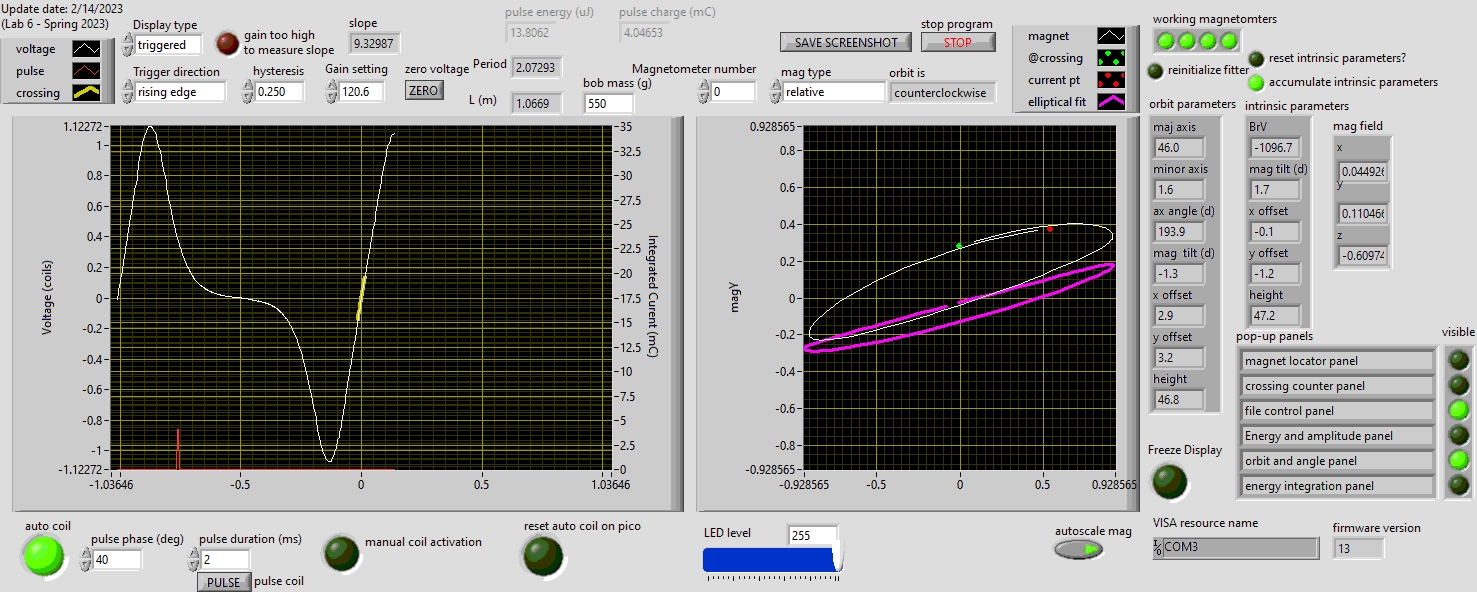 Update date: 2/14/2023
(Lab 6 - Spring 2023)
voltage
pulse
crossing
Display type
triggered
gain too high
to measure slope
slope
9.32987
Trigger direction
rising edge
hysteresis
0.250
Gain setting
120.6
zero voltage
ZERO
pulse energy (uJ)
13.8062
pulse charge (mC)
4.04653
Period
2.07293
L (m)
1.0669
bob mass (g)
550
Magnetometer number
0
mag type
relative
orbit is
counterclockwise
SAVE SCREENSHOT
stop program
STOP
magnet
@crossing
current pt
elliptical fit
working magnetomters
reinitialize fitter
reset intrinsic parameters?
accumulate intrinsic parameters
1.12272
1
0.8
0.6
0.4
0.2
0
-0.2
-0.4
-0.6
-0.8
-1
-1.12272
Voltage (coils)
-1.03646
-0.5
0
0.5
1.03646
35
32.5
30
27.5
25
22.5
20
17.5
15
12.5
10
7.5
5
2.5
0
Integrated Curent (mC)
0.928565
0.8
0.6
0.4
0.2
0
-0.2
-0.4
-0.6
-0.8
-0.928565
magy
-0.928565
-0.5
0
0.5
0.928565
orbit parameters
maj axis
46.0
minor axis
1.6
ax angle (d)
193.9
mag tilt (d)
-1.3
x offset
2.9
y offset
3.2
height
46.8
intrinsic parameters
BrV
-1096.7
mag tilt (d)
1.7
x offset
-0.1
y offset
-1.2
height
47.2
mag field
x
0.044926
y
0.110466
z
-0.60974
pop-up panels
visible
magnet locator panel
crossing counter panel
file control panel
Energy and amplitude panel
orbit and angle panel
energy integration panel
Freeze Display
auto coil
pulse phase (deg)
40
pulse duration (ms)
2
PULSE
pulse coil
manual coil activation
reset auto coil on pico
LED level
255
autoscale mag
VISA resource name
COM3
firmware version
13